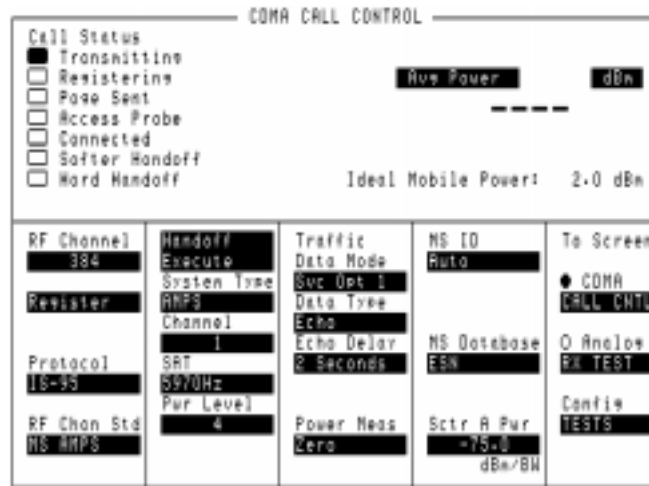 CDMA CALL CONTROL
Call Status
Transmitting
Registering
Page Sent
Access Probe
Connected
Softer Handoff
Hard Handoff
Avg Power dBm
----
Ideal Mobile Power: 2.0 dBm
RF Channel
384
Register
Protocol
IS-95
RF Chan Std
MS AMPS
Handoff
Execute
System Type
AMPS
Channel
1
SAT
5970Hz
Pwr Level
4
Traffic
Data Mode
Svc Opt 1
Data Type
Echo
Echo Delay
2 Seconds
Power Meas
Zero
MS ID
Auto
MS Database
ESN
Sctr A Pwr
-75.0
dBm/BW
To Screen
CDMA
CALL CNTL
Analog
RX TEST
Config
TESTS